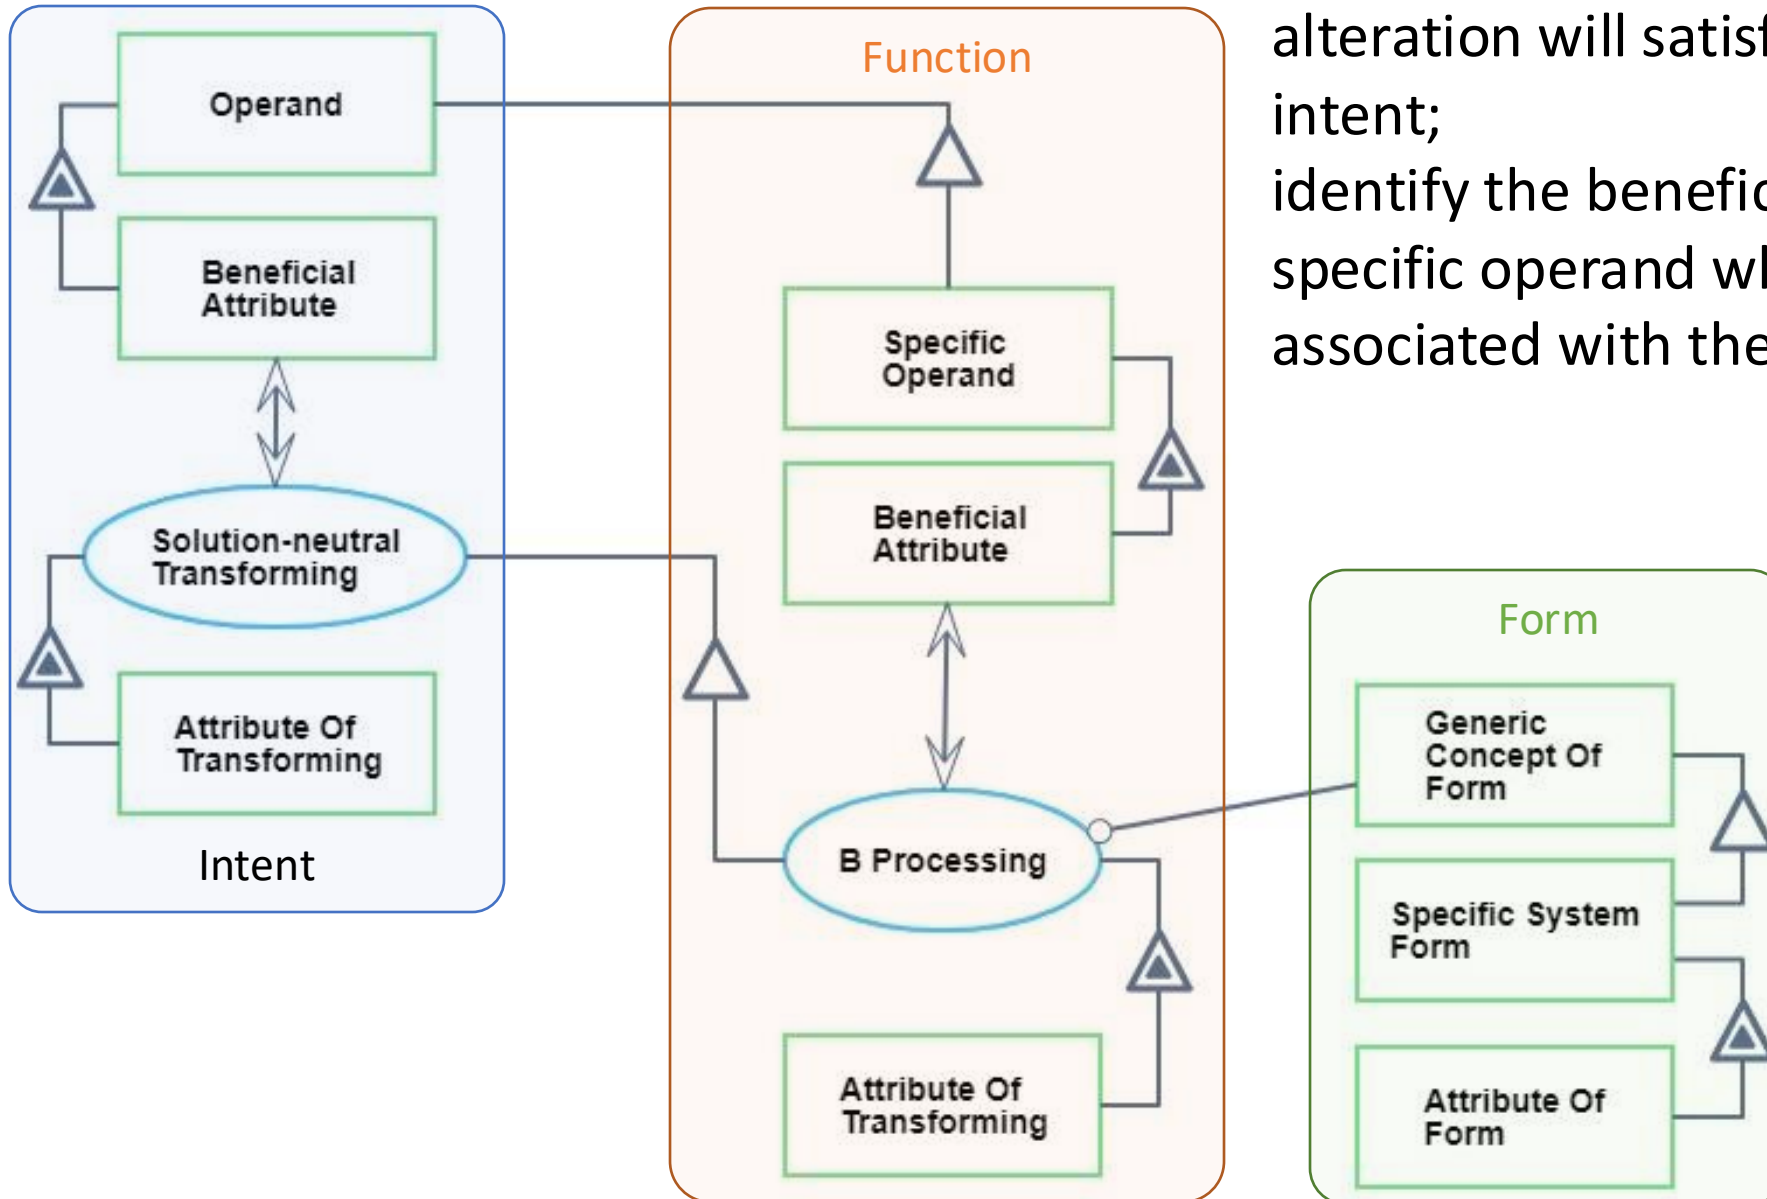 Operand
Beneficial
Attribute
Solution-neutral
Transforming
Attribute Of
Transforming
Intent
Function
Specific
Operand
Beneficial
Attribute
B Processing
Attribute Of
Transforming
alteration will
intent;
identify the
specific operand
associated with the
Form
Generic
Concept Of
Form
Specific System
Form
Attribute Of
Form